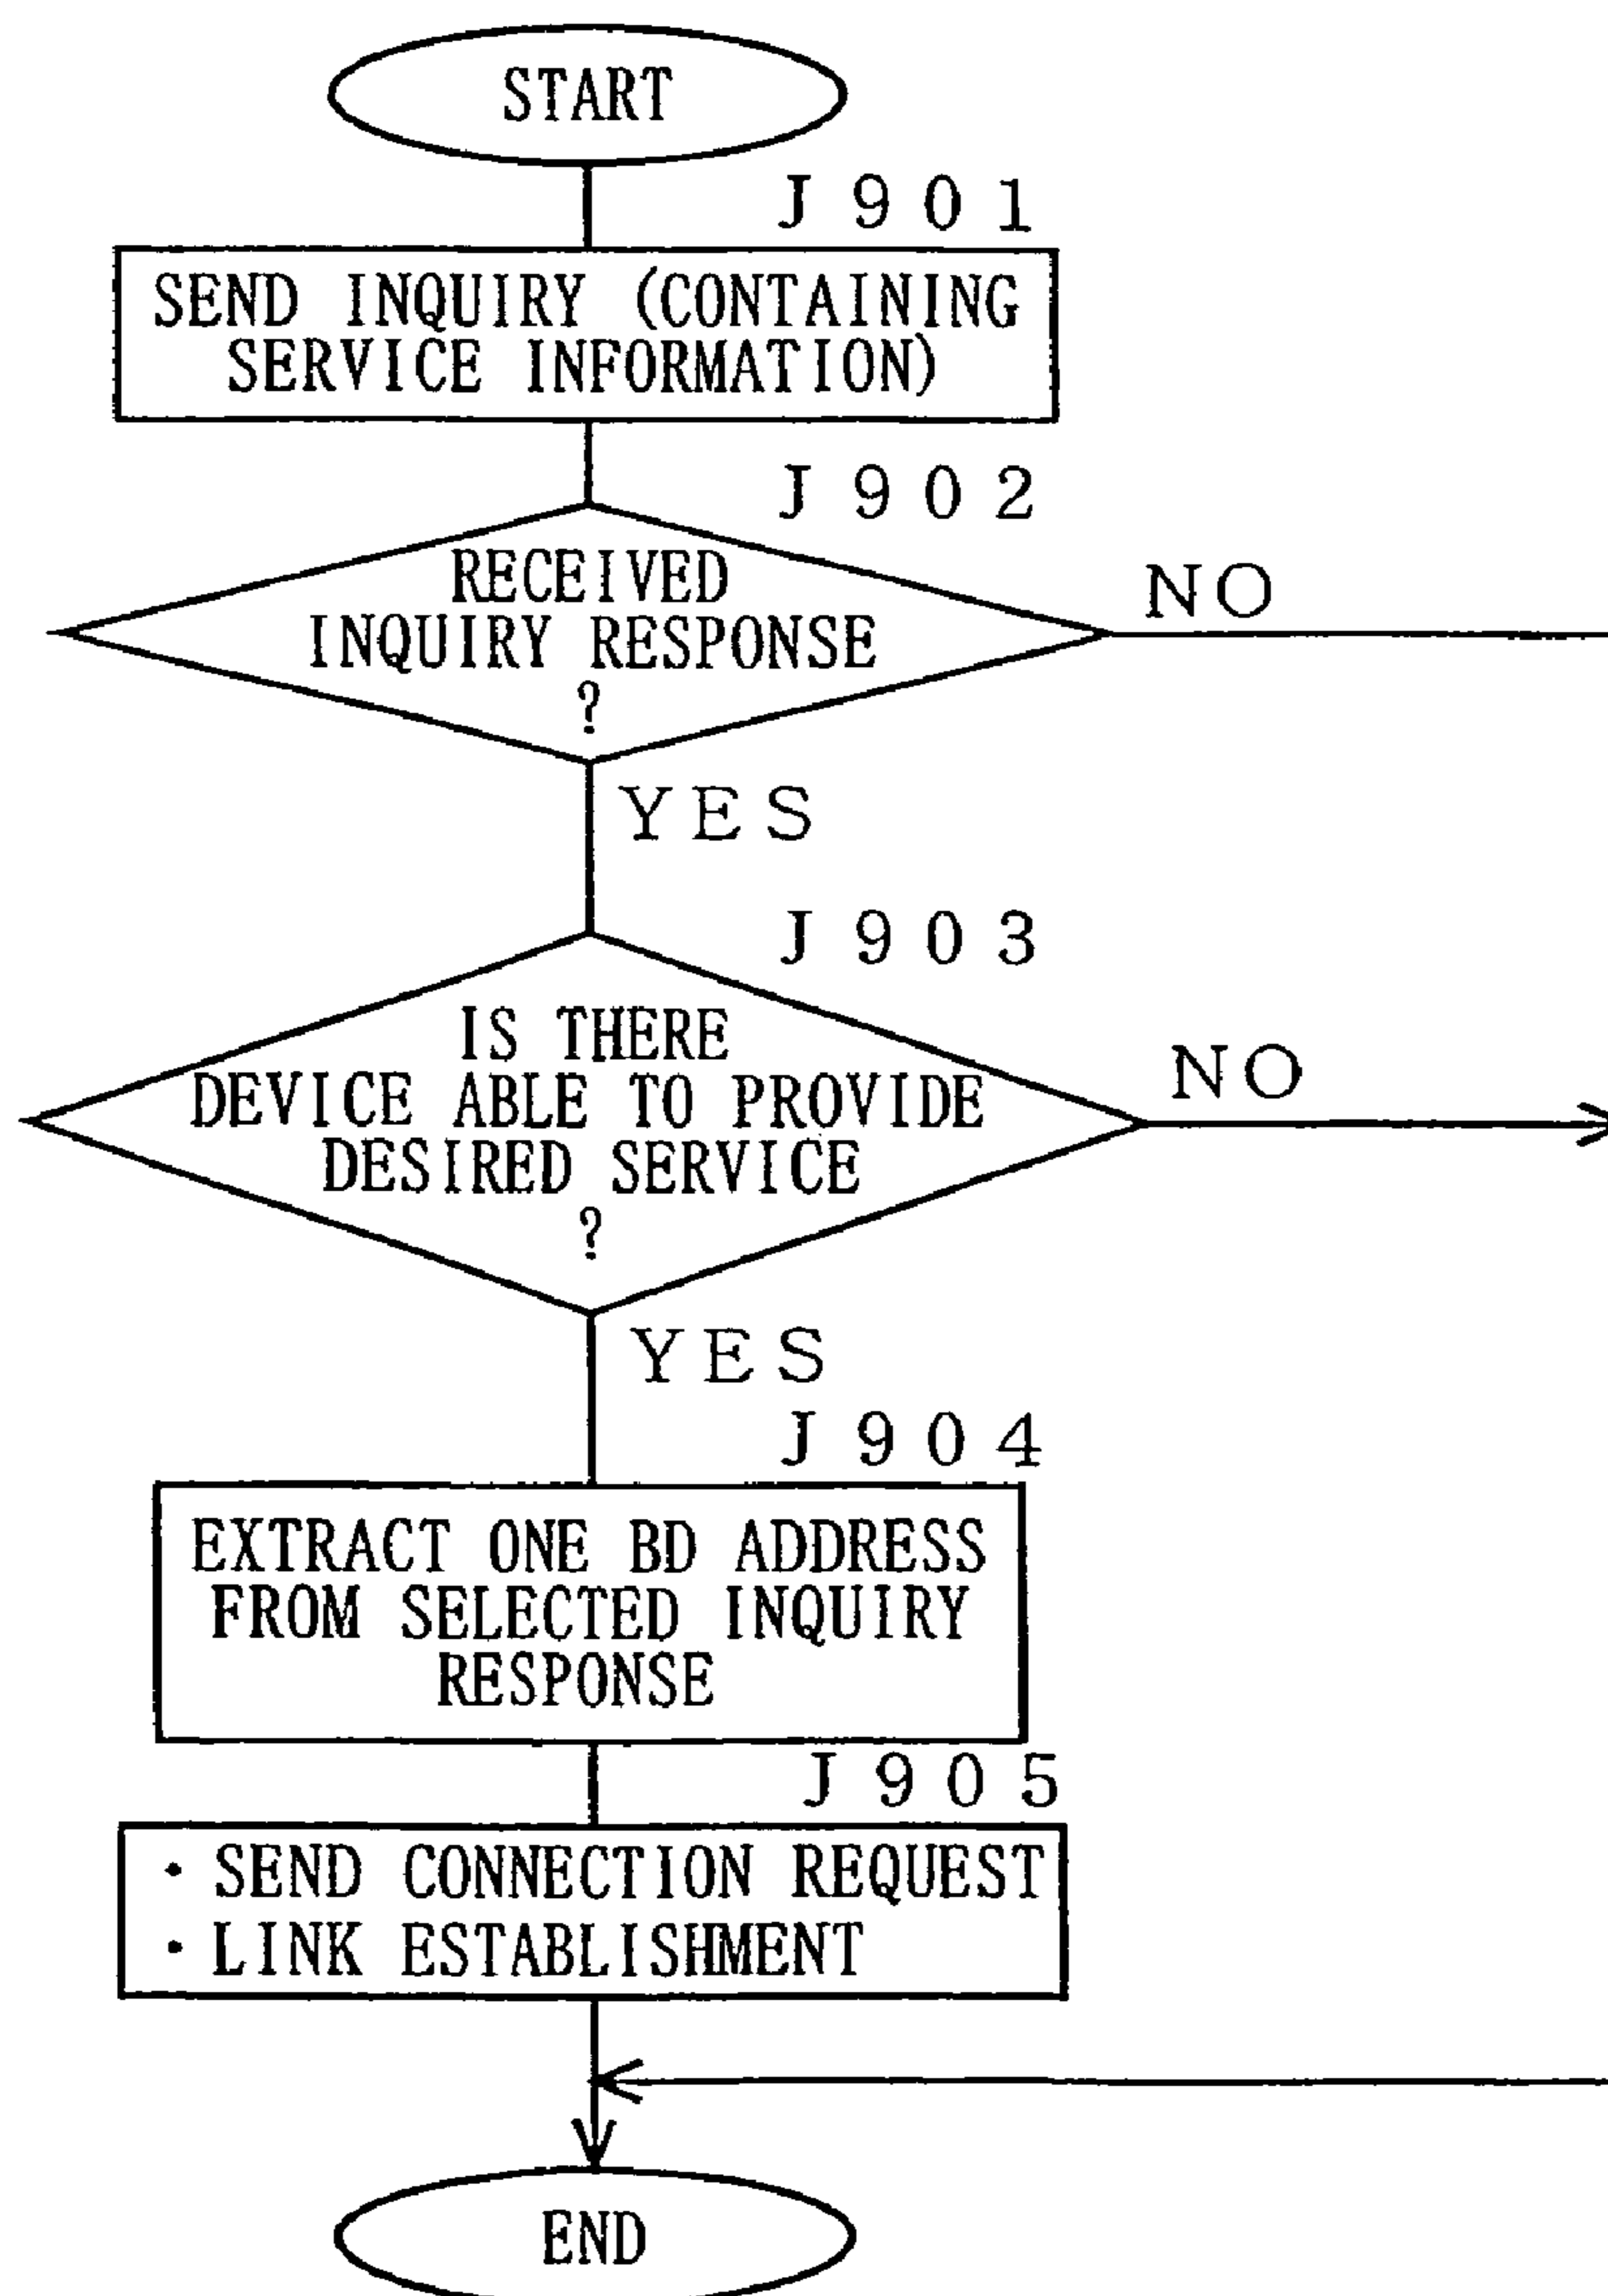 START
J901
SEND INQUIRY (CONTAINING
SERVICE INFORMATION)
J902
RECEIVED
INQUIRY RESPONSE
?
NO
YES
J903
IS THERE
DEVICE ABLE TO PROVIDE
DESIRED SERVICE
?
NO
YES
J904
EXTRACT ONE BD ADDRESS
FROM SELECTED INQUIRY
RESPONSE
J905
・SEND CONNECTION REQUEST
・LINK ESTABLISHMENT
END